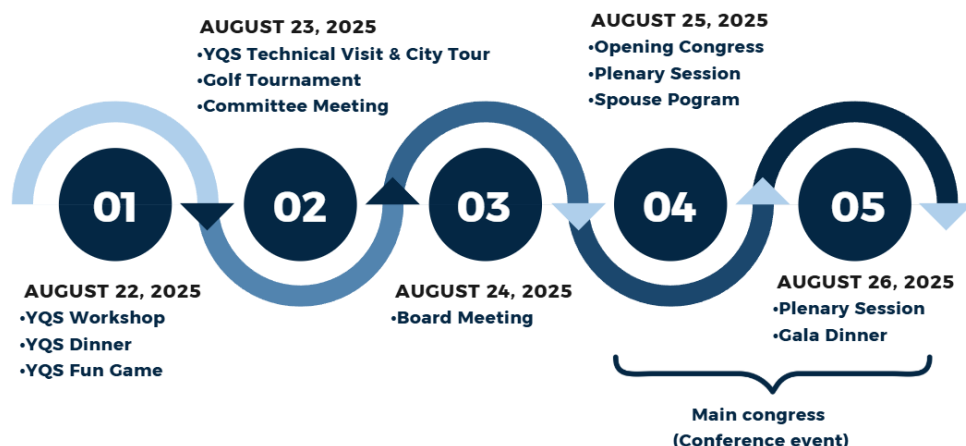 AUGUST 23, 2025
•YQS Technical Visit & City Tour
•Golf Tournament
•Committee Meeting
AUGUST 25, 2025
•Opening Congress
•Plenary Session
•Spouse Pogram
01
02
03
04
05
AUGUST 22, 2025
•YQS Workshop
•YQS Dinner
•YQS Fun Game
AUGUST 24, 2025
•Board Meeting
AUGUST 26, 2025
•Plenary Session
•Gala Dinner
Main congress
(Conference event)